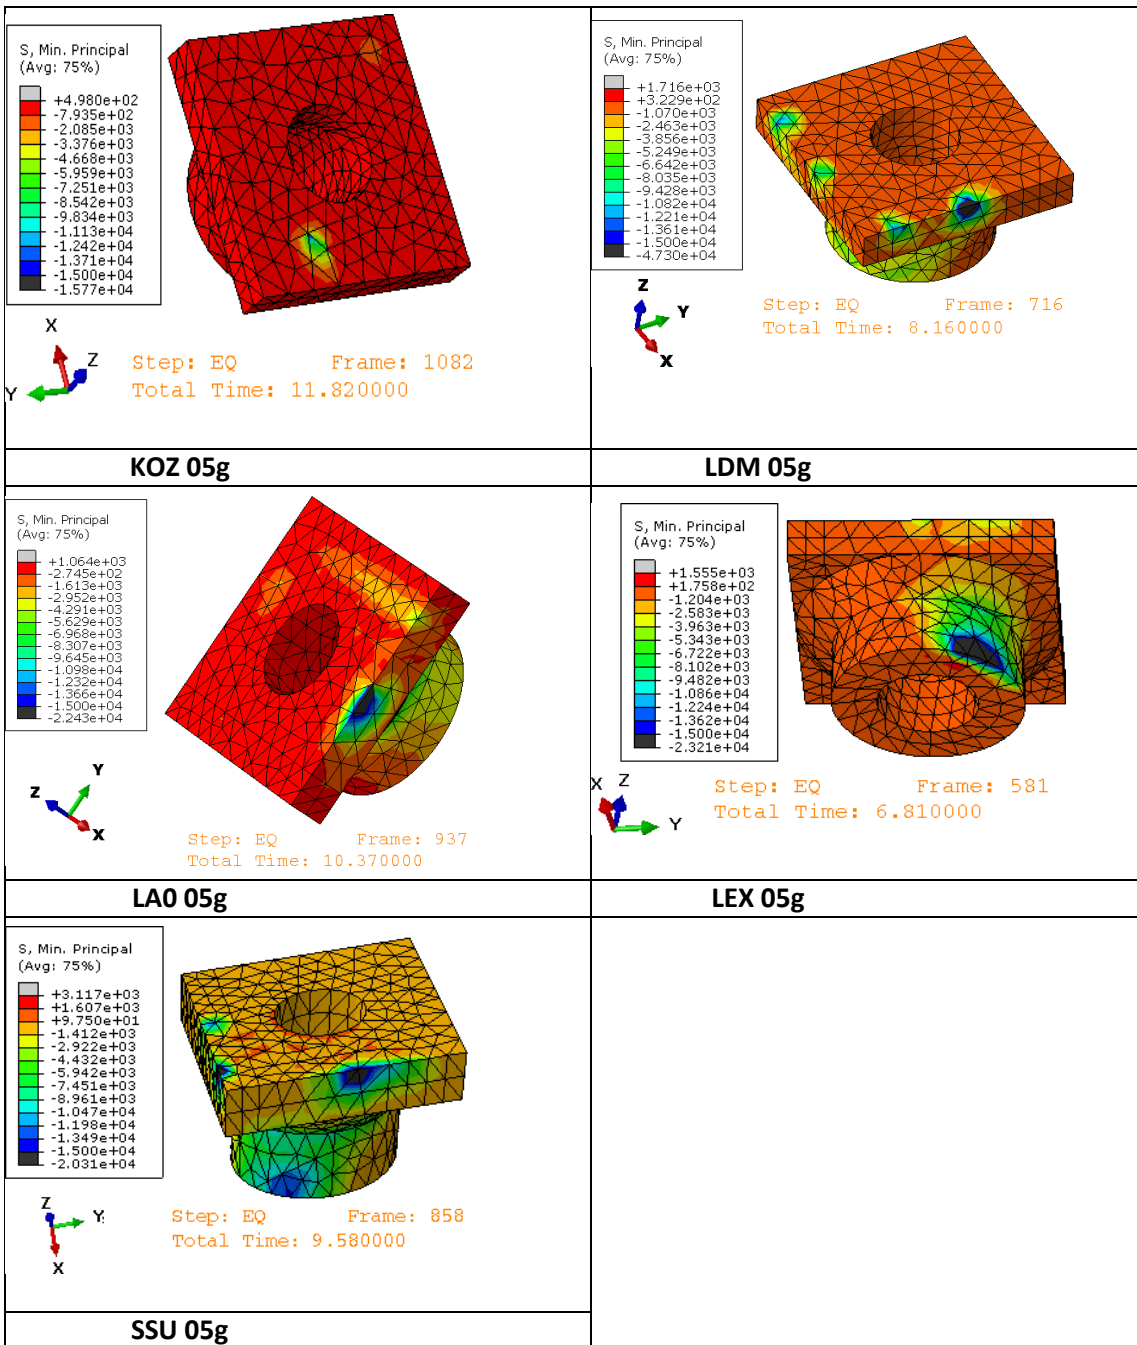 S, Min. Principal
(Avg: 75%)
+4.980e+02
-7.935e+02
-2.085e+03
-3.376e+03
-4.668e+03
-5.959e+03
-7.251e+03
-8.542e+03
-9.834e+03
-1.113e+04
-1.242e+04
-1.371e+04
-1.500e+04
-1.577e+04
X
Z
Y
Step: EQ Frame: 1082
Total Time: 11.820000
KOZ 05g
S, Min. Principal
(Avg: 75%)
+1.716e+03
+3.229e+02
-1.070e+03
-2.463e+03
-3.856e+03
-5.249e+03
-6.642e+03
-8.035e+03
-9.428e+03
-1.082e+04
-1.221e+04
-1.361e+04
-1.500e+04
-4.730e+04
Z
Y
X
Step: EQ Frame: 716
Total Time: 8.160000
LDM 05g
S, Min. Principal
(Avg: 75%)
+1.064e+03
-2.745e+02
-1.613e+03
-2.952e+03
-4.291e+03
-5.629e+03
-6.968e+03
-8.307e+03
-9.645e+03
-1.098e+04
-1.232e+04
-1.366e+04
-1.500e+04
-2.243e+04
Y
Z
X
Step: EQ Frame: 937
Total Time: 10.370000
LA0 05g
S, Min. Principal
(Avg: 75%)
+1.555e+03
+1.758e+02
-1.204e+03
-2.583e+03
-3.963e+03
-5.343e+03
-6.722e+03
-8.102e+03
-9.482e+03
-1.086e+04
-1.224e+04
-1.362e+04
-1.500e+04
-2.321e+04
X Z
Y
Step: EQ Frame: 581
Total Time: 6.810000
LEX 05g
S, Min. Principal
(Avg: 75%)
+3.117e+03
+1.607e+03
+9.750e+01
-1.412e+03
-2.922e+03
-4.432e+03
-5.942e+03
-7.451e+03
-8.961e+03
-1.047e+04
-1.198e+04
-1.349e+04
-1.500e+04
-2.031e+04
Z
Y
X
Step: EQ Frame: 858
Total Time: 9.580000
SSU 05g